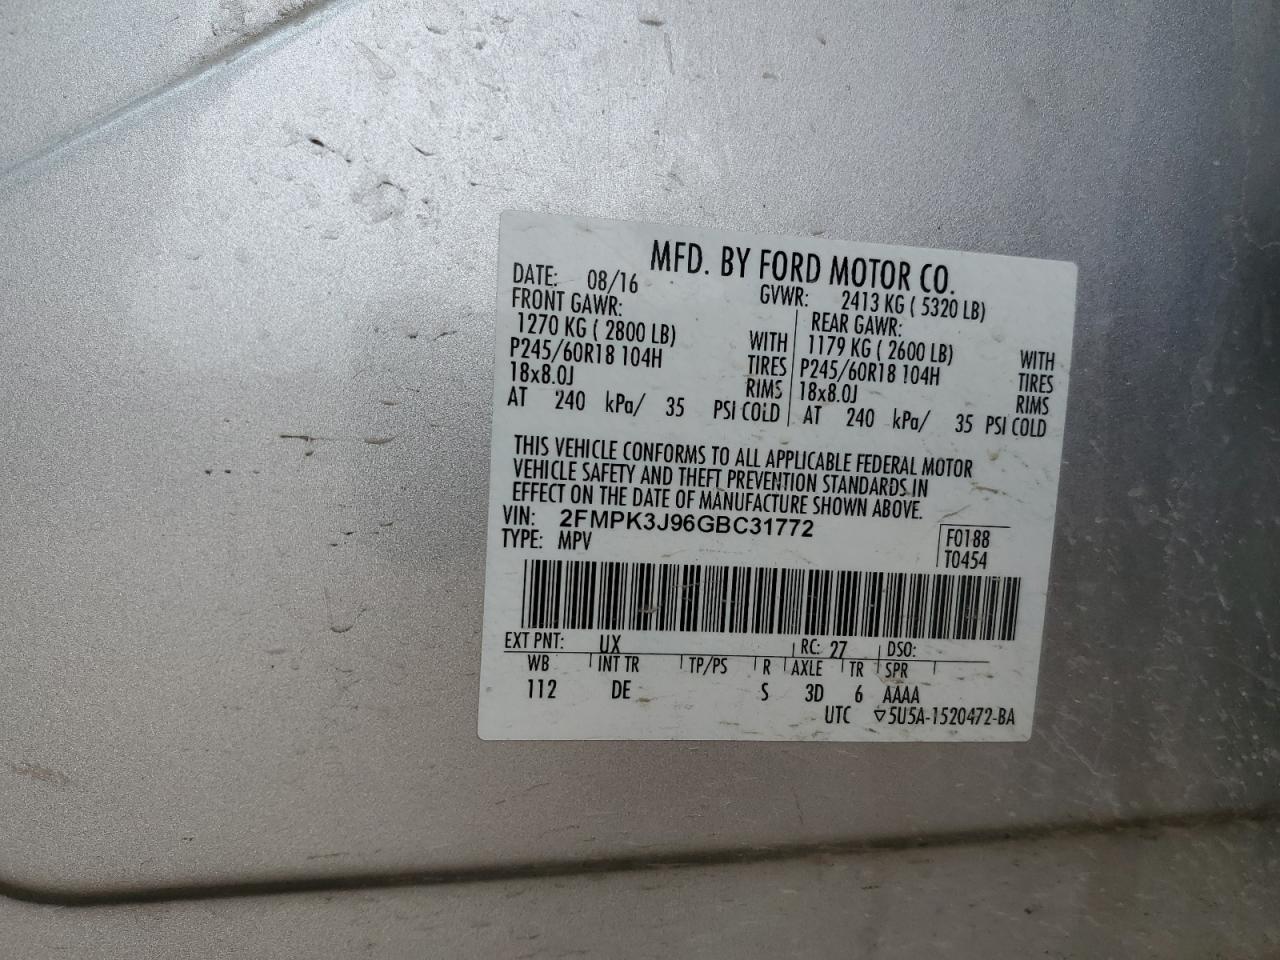 MFD. BY FORD MOTOR CO.
DATE: 08/16 GVWR: 2413 KG ( 5320 LB)
FRONT GAWR: REAR GAWR:
1270 KG ( 2800 LB) WITH 1179 KG ( 2600 LB) WITH
P245/60R18 104H TIRES P245/60R18 104H TIRES
18x8.0J RIMS 18x8.0J RIMS
AT 240 kPa/ 35 PSI COLD AT 240 kPa/ 35 PSI COLD
THIS VEHICLE CONFORMS TO ALL APPLICABLE FEDERAL MOTOR
VEHICLE SAFETY AND THEFT PREVENTION STANDARDS IN
EFFECT ON THE DATE OF MANUFACTURE SHOWN ABOVE.
VIN: 2FMPK3J96GBC31772 F0188
TYPE: MPV T0454
EXT PNT: UX RC: 27 DSO:
WB INT TR TP/PS R AXLE TR SPR
112 DE S 3D 6 AAAA
UTC ▽5U5A-1520472-BA